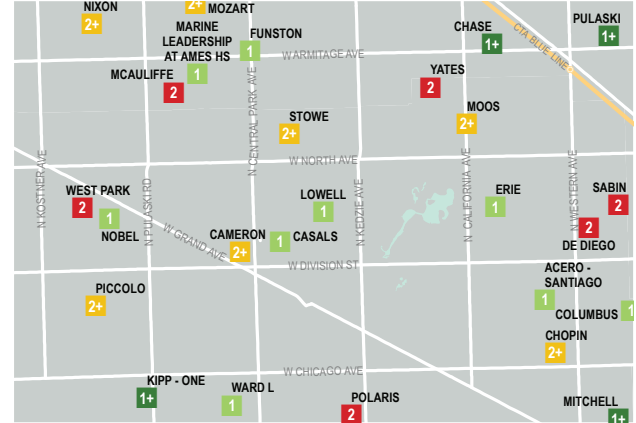 NIXON
2+
2+
MOZART
MARINE
LEADERSHIP
AT AMES HS
1
FUNSTON
1
MCAULIFFE
2
W ARMITAGE AVE
CHASE
1+
PULASKI
1+
CTA BLUE LINE
YATES
2
MOOS
2+
STOWE
2+
N CENTRAL PARK AVE
W NORTH AVE
N KOSTNER AVE
N PULASKI RD
N KEDZIE AVE
N CALIFORNIA AVE
N WESTERN AVE
WEST PARK
2
1
NOBEL
W GRAND AVE
LOWELL
1
CAMERON
2+
1
CASALS
ERIE
1
SABIN
2
2
DE DIEGO
W DIVISION ST
PICCOLO
2+
ACERO -
SANTIAGO
1
COLUMBUS
1
CHOPIN
2+
W CHICAGO AVE
KIPP - ONE
1+
WARD L
1
POLARIS
2
MITCHELL
1+